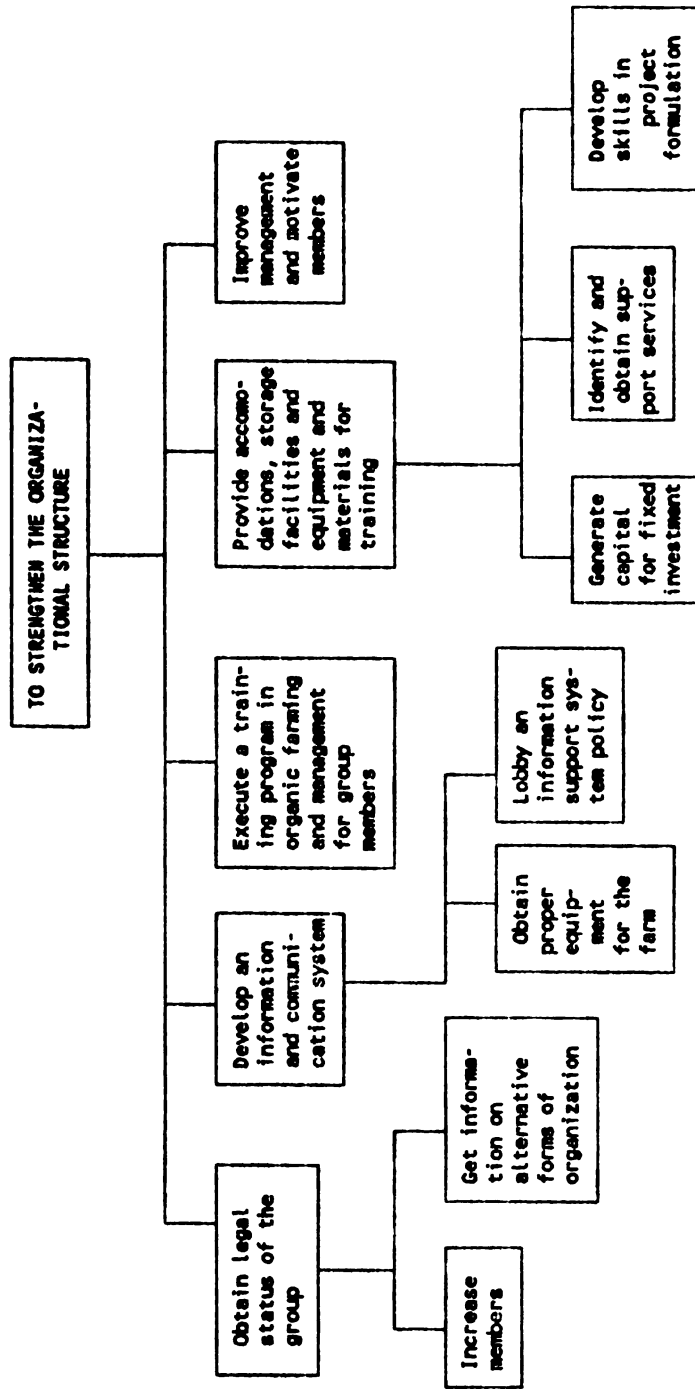 TO STRENGTHEN THE ORGANIZA-
TIONAL STRUCTURE
Obtain legal
status of the
group
Develop an
information
and communi-
cation system
Execute a train-
ing program in
organic farming
and management
for group
members
Provide accomo-
dations, storage
facilities and
equipment and
materials for
training
Improve
management
and motivate
members
Increase
members
Get informa-
tion on
alternative
forms of
organization
Obtain
proper
equip-
ment
for the
farm
Lobby an
information
support sys-
tem policy
Generate
capital
for fixed
investment
Identify and
obtain sup-
port services
Develop
skills in
project
formulation